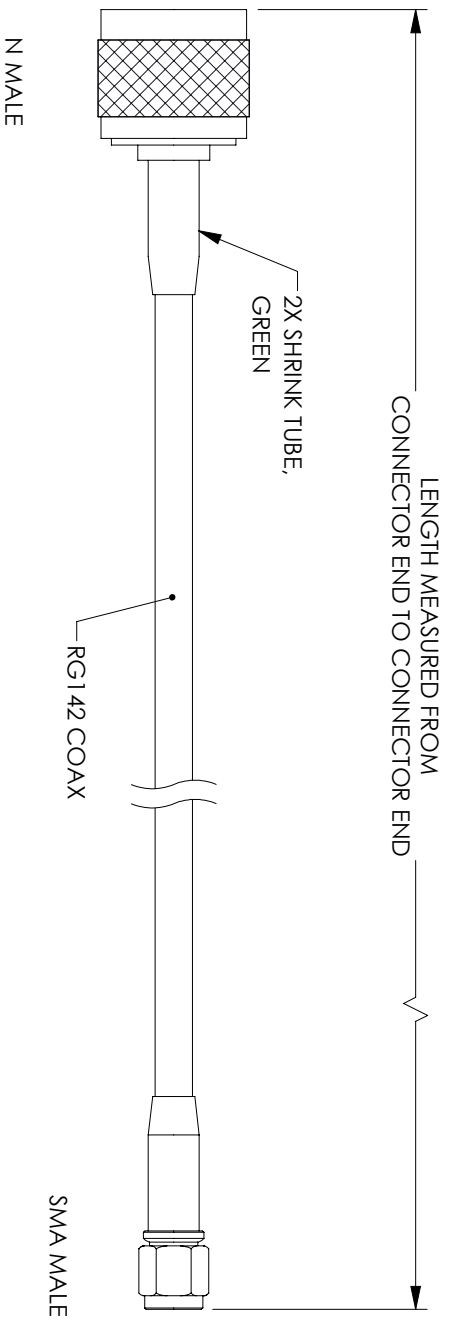 LENGTH MEASURED FROM
CONNECTOR END TO CONNECTOR END
2X SHRINK TUBE,
GREEN
RG142 COAX
N MALE
SMA MALE